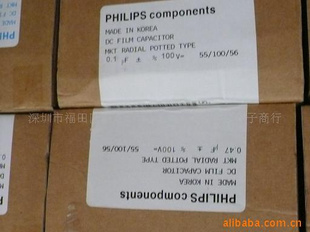 PHILIPS components
MADE IN KOREA
DC FILM CAPACITOR
MKT RADIAL POTTED TYPE
0.1 µF ± % 100V= 55/100/56
深圳市福田
子商行
0.47 µF ± % 100V= 55/100/56
MKT RADIAL POTTED TYPE
DC FILM CAPACITOR
MADE IN KOREA
PHILIPS components
alibaba.com.cn